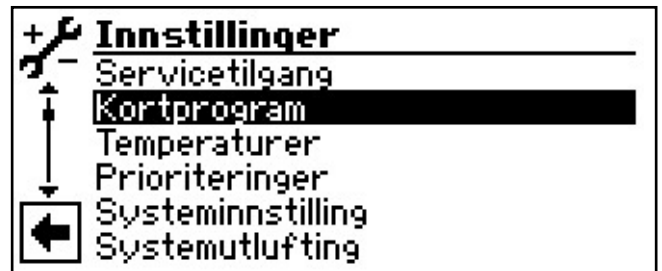 Innstillinger
Servicetilgang
Kortprogram
Temperaturer
Prioriteringer
Systeminnstilling
Systemutlufting